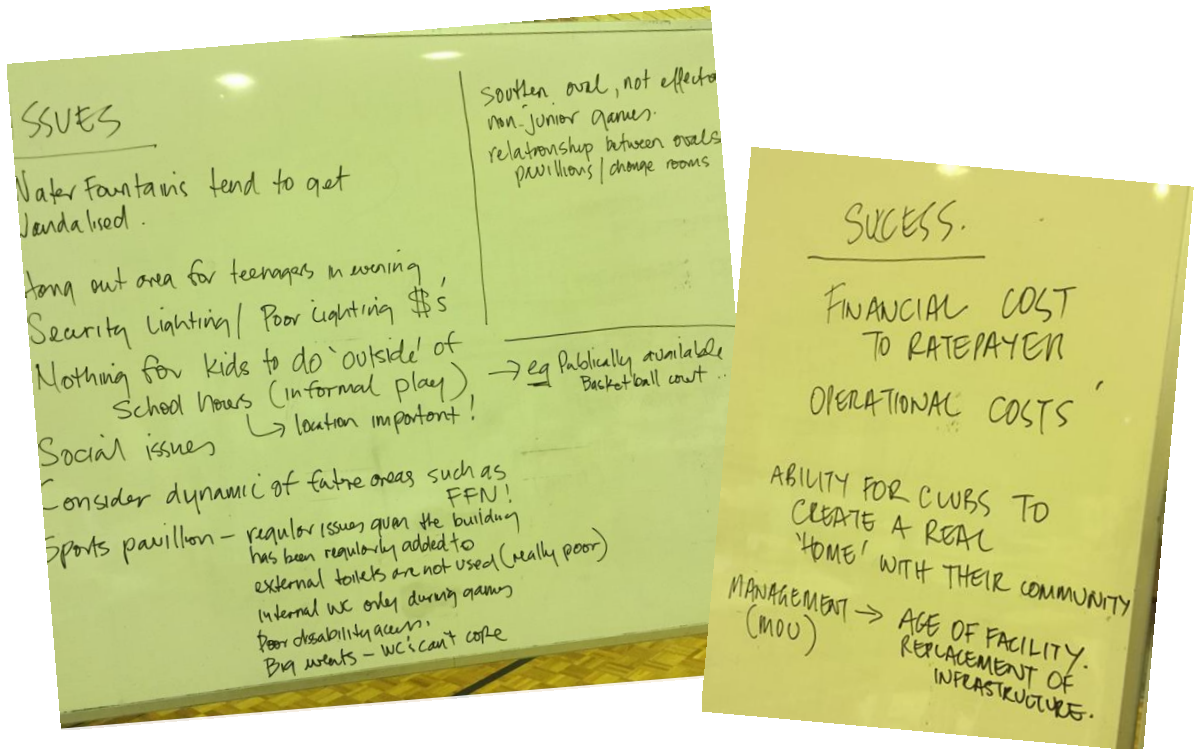 ISSUES
Water Fountains tend to get
Vandalised.
Hang out area for teenagers in evening
Security Lighting / Poor Lighting $$'s
Nothing for kids to do 'outside' of
School hours (informal play)
↳ location important!
Social issues
Consider dynamic of future areas such as
FFN!
Sports pavillion – regular issues given the building
has been regularly added to
external toilets are not used (really poor)
internal WC only during games
Poor disability access.
Big events – WC's can't cope
Southern oval, not effective
non-junior games.
relationship between ovals
pavillions / change rooms
→ eg Publically available
Basketball court ..
SUCESS.
FINANCIAL COST
TO RATEPAYER
OPERATIONAL COSTS
ABILITY FOR CLUBS TO
CREATE A REAL
'HOME' WITH THEIR COMMUNITY
MANAGEMENT → AGE OF FACILITY.
(MOU) REPLACEMENT OF
INFRASTRUCTURE.